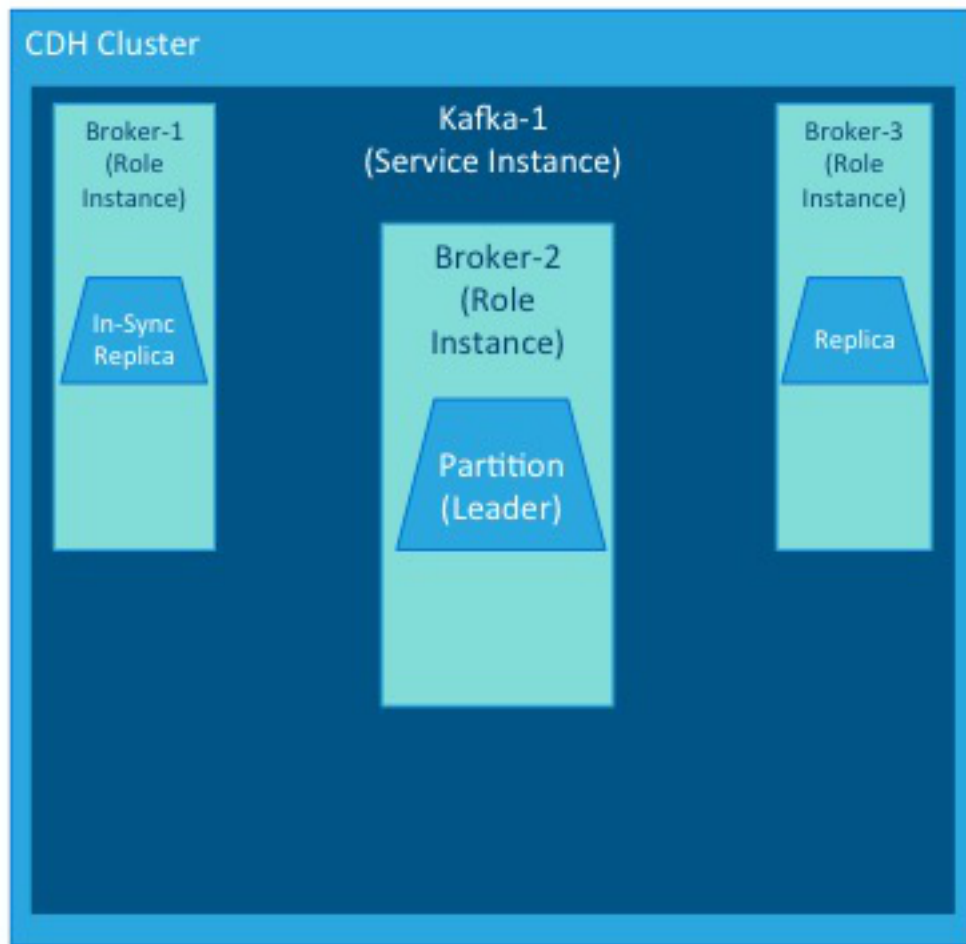 CDH Cluster
Kafka-1
(Service Instance)
Broker-1
(Role
Instance)
In-Sync
Replica
Broker-2
(Role
Instance)
Partition
(Leader)
Broker-3
(Role
Instance)
Replica